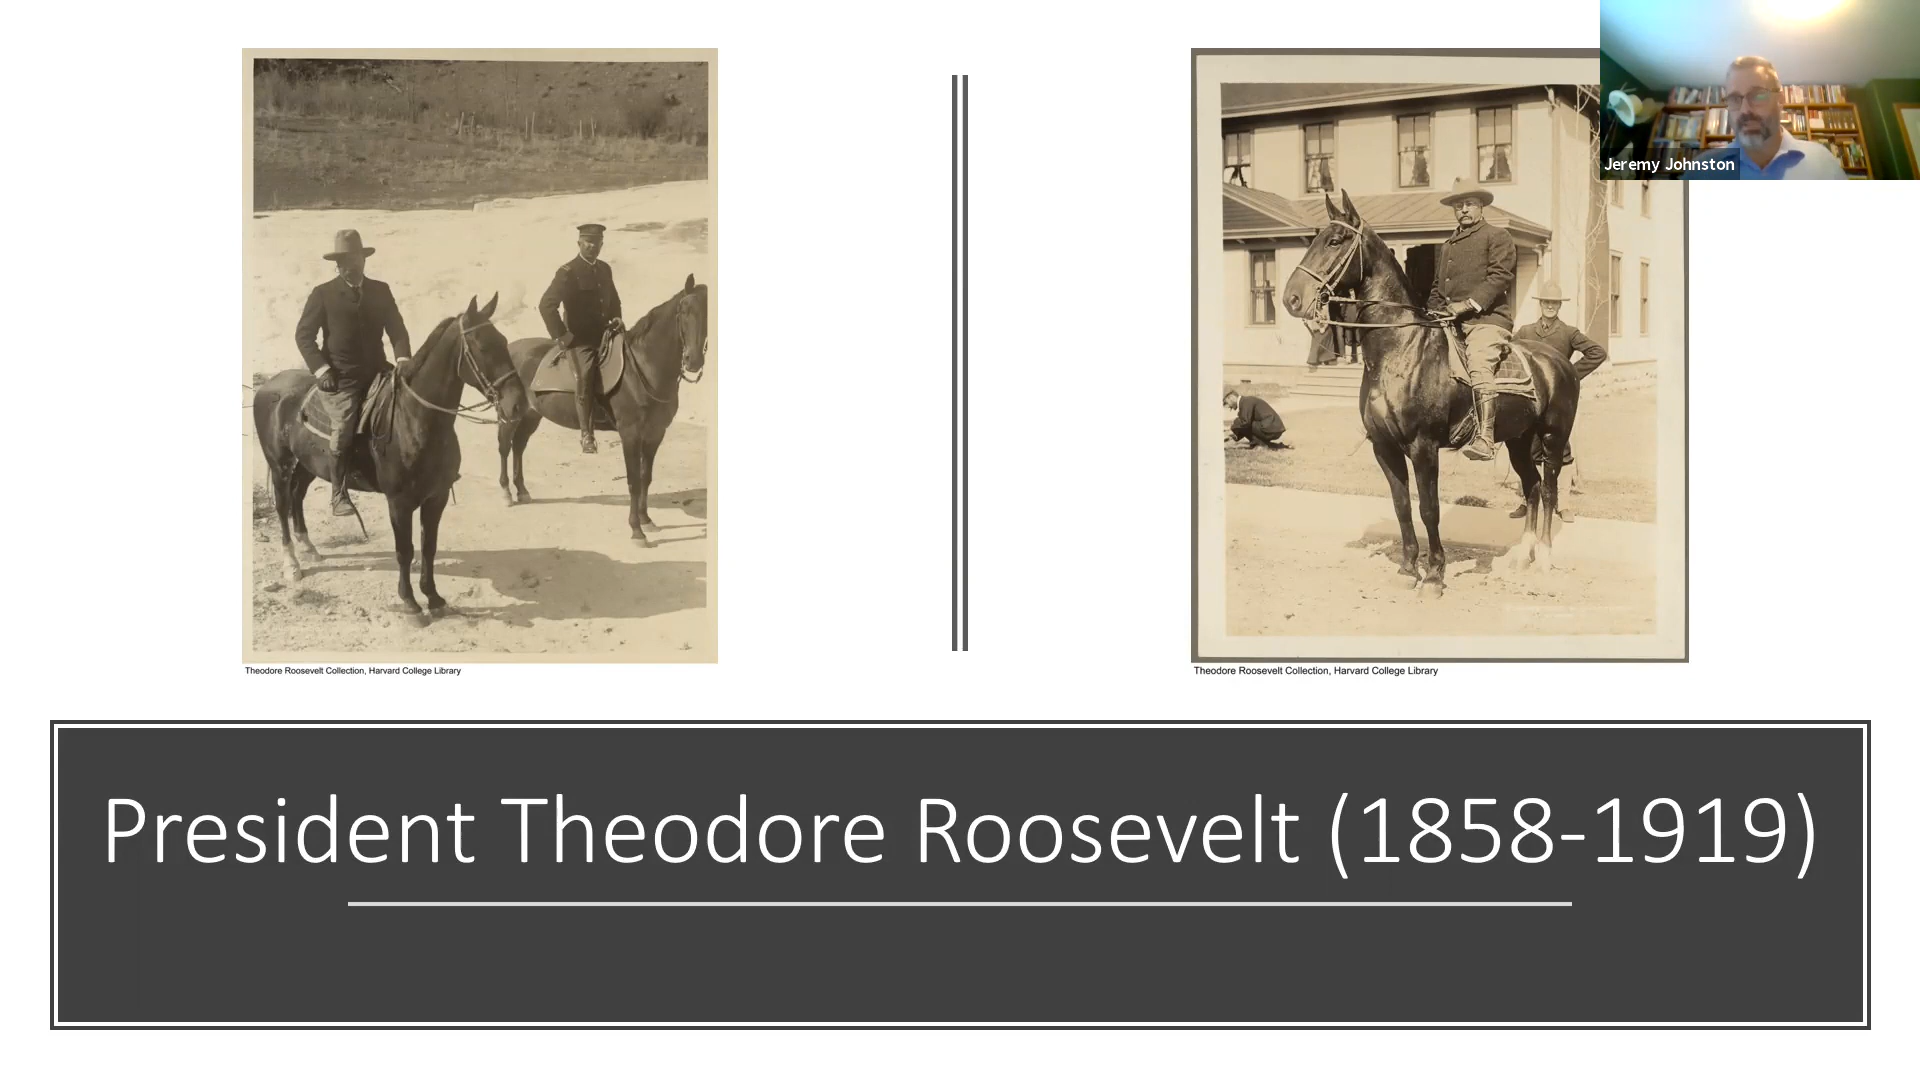 Jeremy Johnston
Theodore Roosevelt Collection, Harvard College Library
Theodore Roosevelt Collection, Harvard College Library
President Theodore Roosevelt (1858-1919)